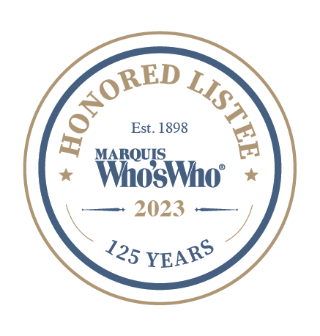 HONORED LISTEE
Est. 1898
MARQUIS
Who'sWho®
2023
125 YEARS